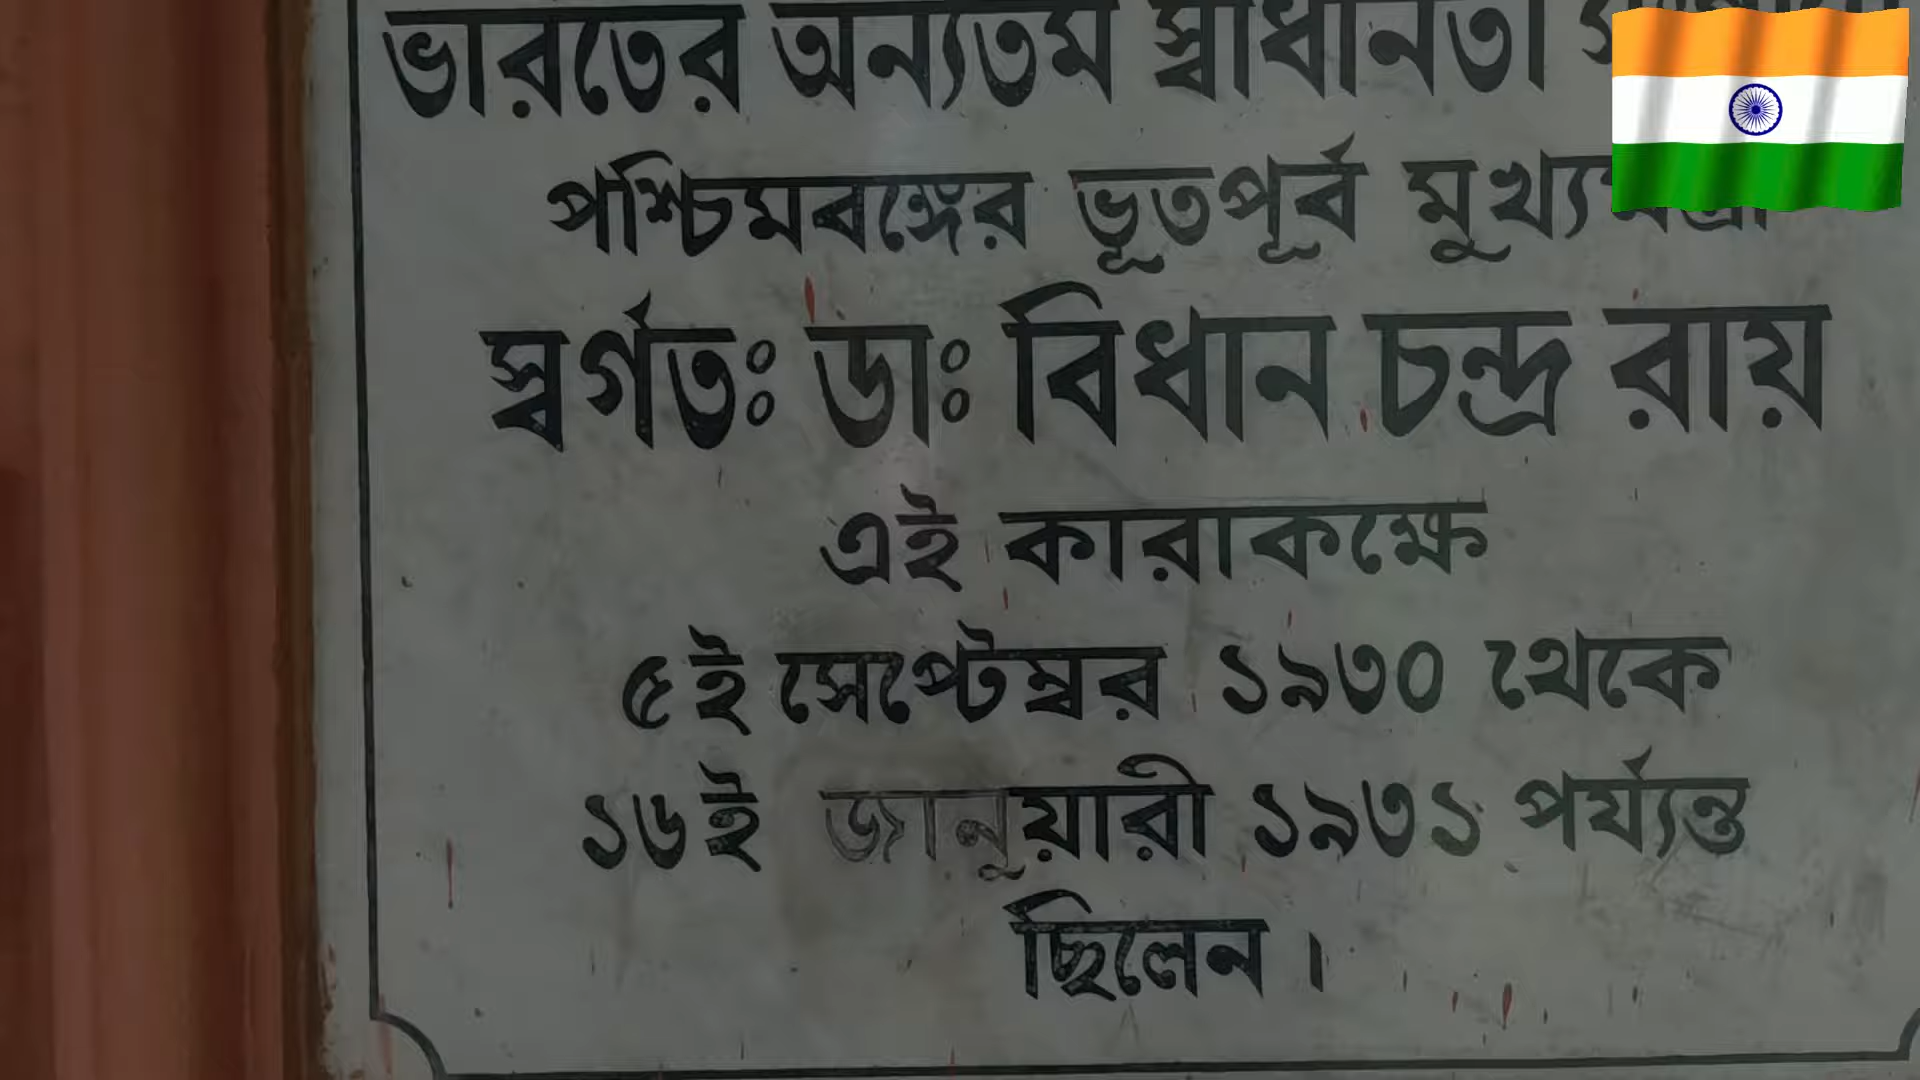 ভারতের অন্যতম স্বাধীনতা
পশ্চিমবঙ্গের ভূতপূর্ব মুখ্যমন্ত্রী
স্বর্গতঃ ডাঃ বিধান চন্দ্র রায়
এই কারাকক্ষে
৫ই সেপ্টেম্বর ১৯৩০ থেকে
১৬ই জানুয়ারী ১৯৩১ পর্য্যন্ত
ছিলেন ।